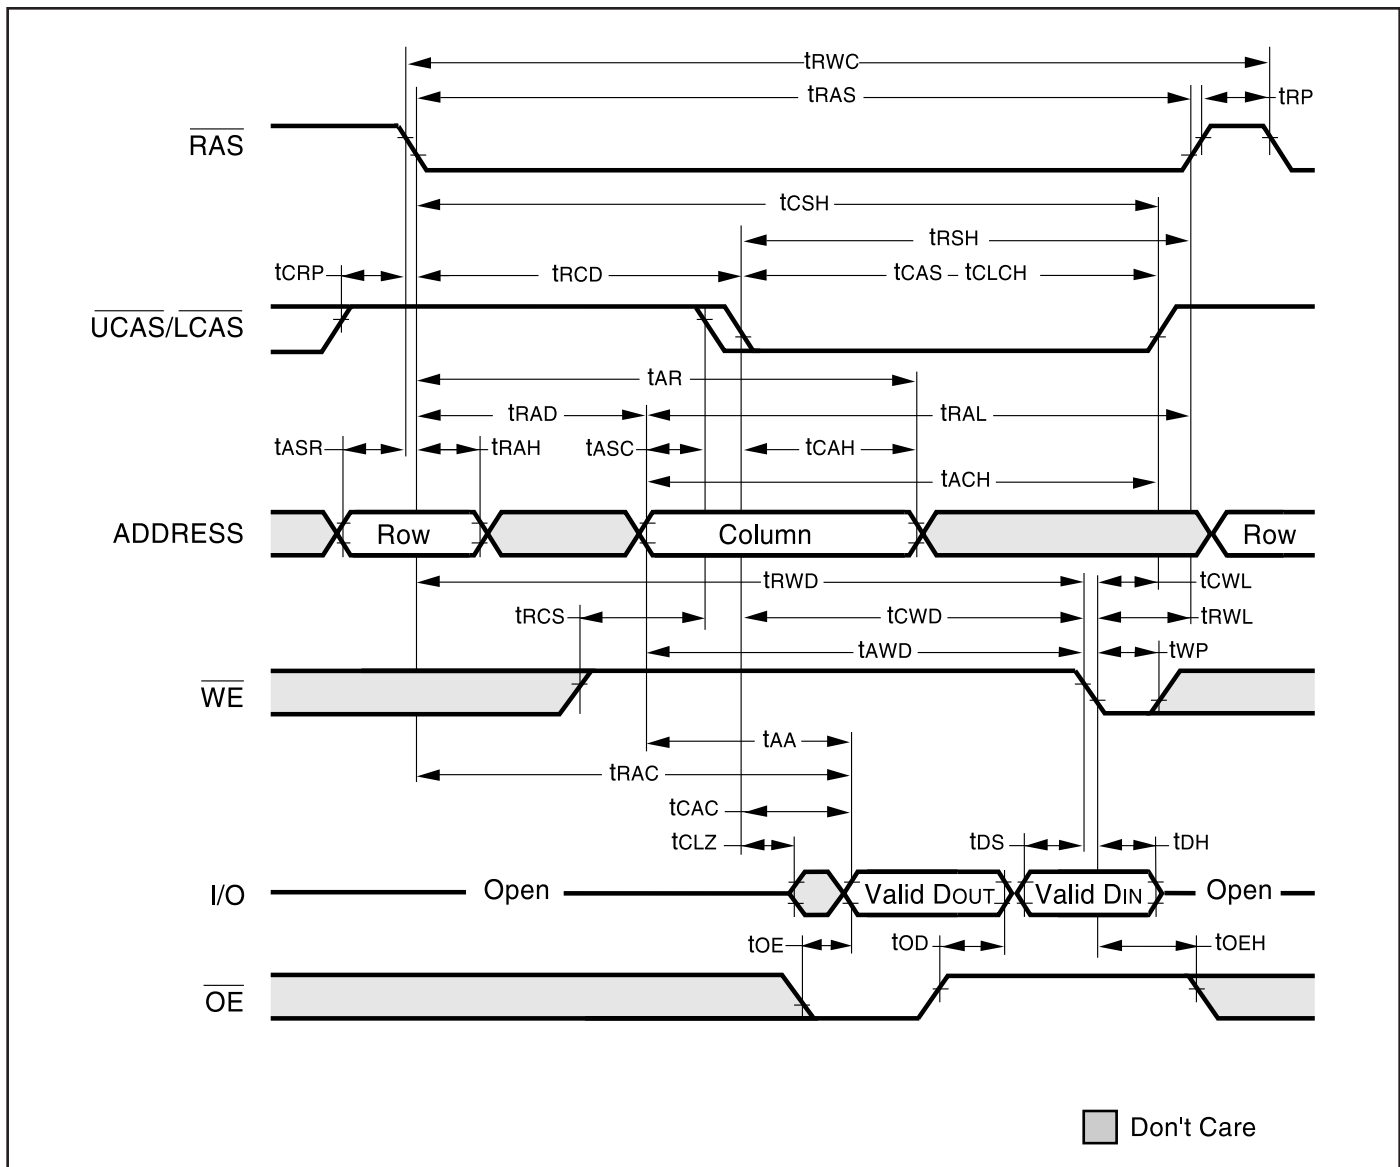 tRWC
tRAS tRP
RAS
tCSH
tRSH
tCRP tRCD tCAS – tCLCH
UCAS/LCAS
tAR
tRAD tRAL
tASR tRAH tASC tCAH
tACH
ADDRESS Row Column Row
tRWD tCWL
tRCS tCWD tRWL
tAWD tWP
WE
tAA
tRAC
tCAC
tCLZ tDS tDH
I/O Open Valid DOUT Valid DIN Open
tOE tOD tOEH
OE
Don't Care